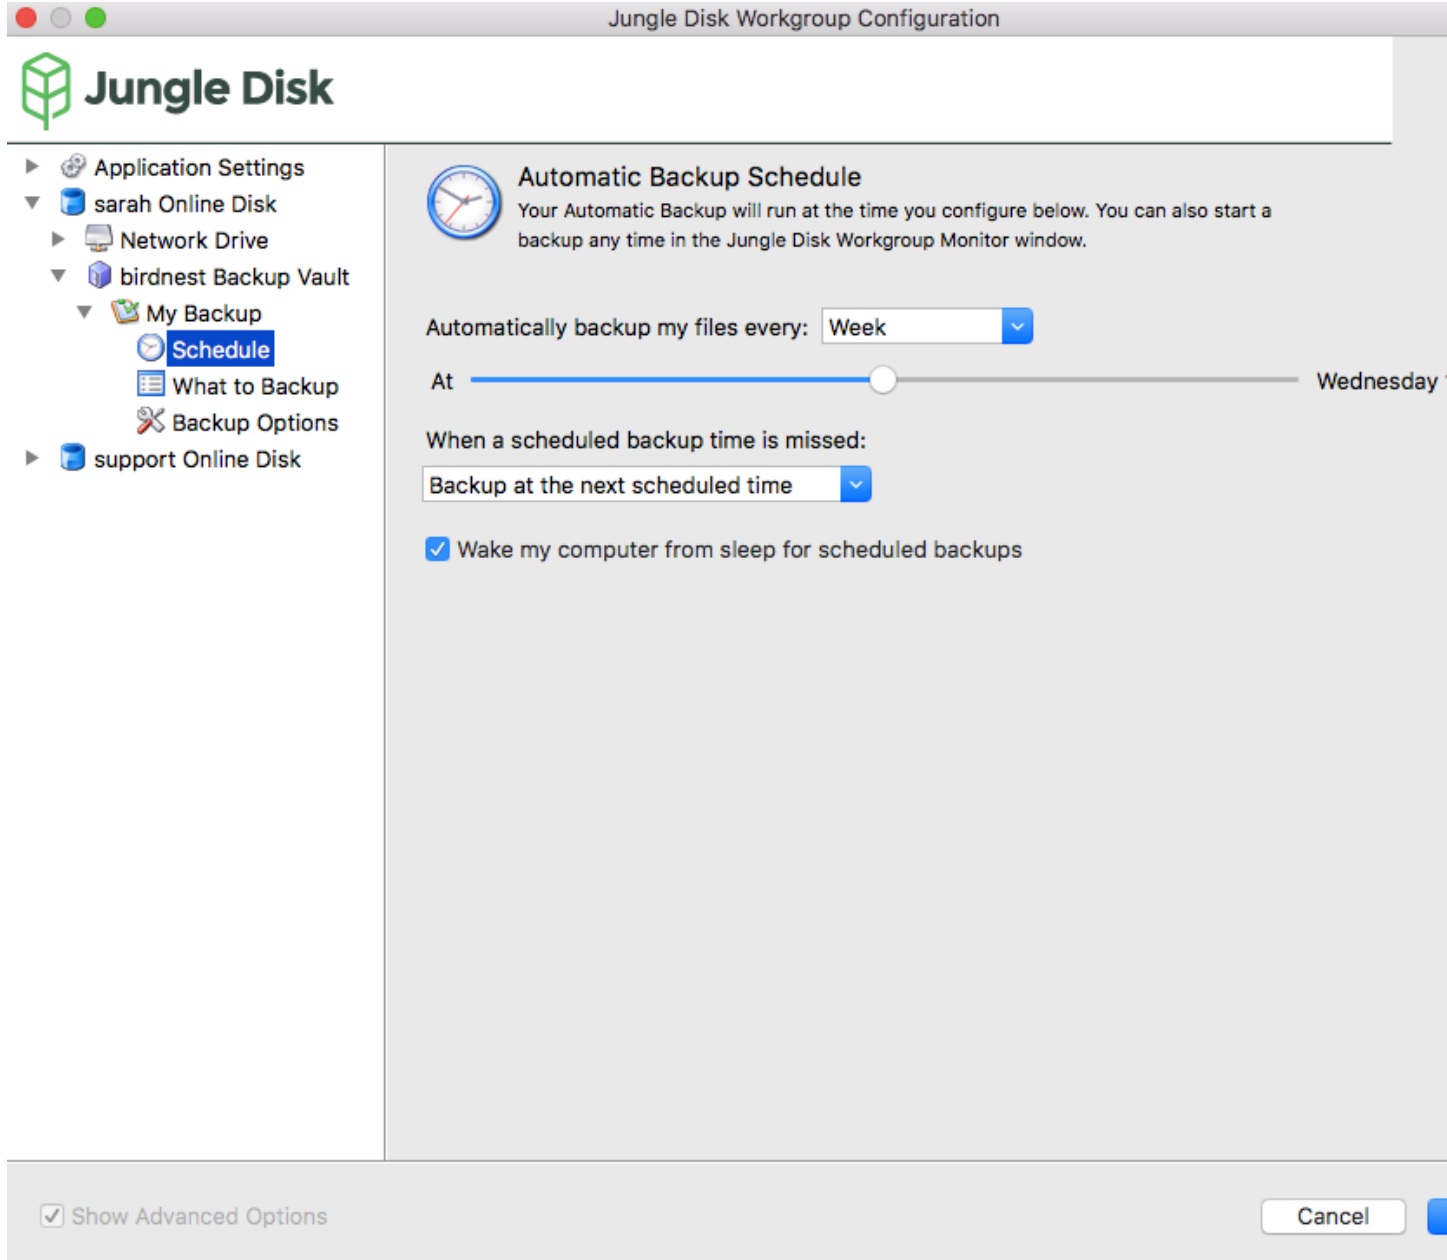 Jungle Disk Workgroup Configuration
Jungle Disk
Application Settings
sarah Online Disk
Network Drive
birdnest Backup Vault
My Backup
Schedule
What to Backup
Backup Options
support Online Disk
Automatic Backup Schedule
Your Automatic Backup will run at the time you configure below. You can also start a
backup any time in the Jungle Disk Workgroup Monitor window.
Automatically backup my files every: Week
At Wednesday
When a scheduled backup time is missed:
Backup at the next scheduled time
Wake my computer from sleep for scheduled backups
Show Advanced Options
Cancel